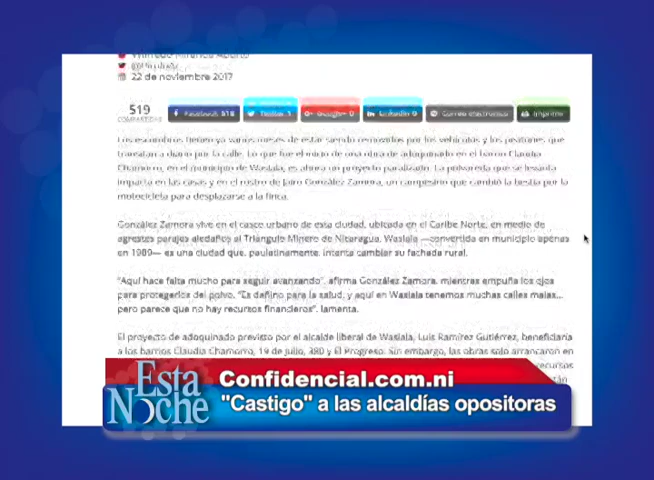 22 de noviembre 2017
519
COMPARTIDAS
Facebook 518
Twitter 1
Google+ 0
Linkedin 0
Correo electrónico
Imprimir
Los escombros tienen ya varios meses de estar siendo removidos por los vehículos y los peatones que
transitan a diario por la calle. Lo que fue el inicio de una obra de adoquinado en el barrio Claudia
Chamorro, en el municipio de Waslala, es ahora un proyecto paralizado. La polvareda que se levanta
impacta en las casas y en el rostro de Jairo González Zamora, un campesino que cambió la bestia por la
motocicleta para desplazarse a la finca.
González Zamora vive en el casco urbano de esta ciudad, ubicada en el Caribe Norte, en medio de
agrestes parajes aledaños al Triángulo Minero de Nicaragua. Waslala —convertida en municipio apenas
en 1989— es una ciudad que, paulatinamente, intenta cambiar su fachada rural.
"Aquí hace falta mucho para seguir avanzando", afirma González Zamora, mientras empuña los ojos
para protegerlos del polvo. "Es dañino para la salud, y aquí en Waslala tenemos muchas calles malas...
pero parece que no hay recursos financieros", lamenta.
El proyecto de adoquinado previsto por el alcalde liberal de Waslala, Luis Ramírez Gutiérrez, beneficiaría
a los barrios Claudia Chamorro, 19 de julio, 380 y El Progreso. Sin embargo, las obras solo arrancaron en
recursos
Esta
Noche
Confidencial.com.ni
"Castigo" a las alcaldías opositoras